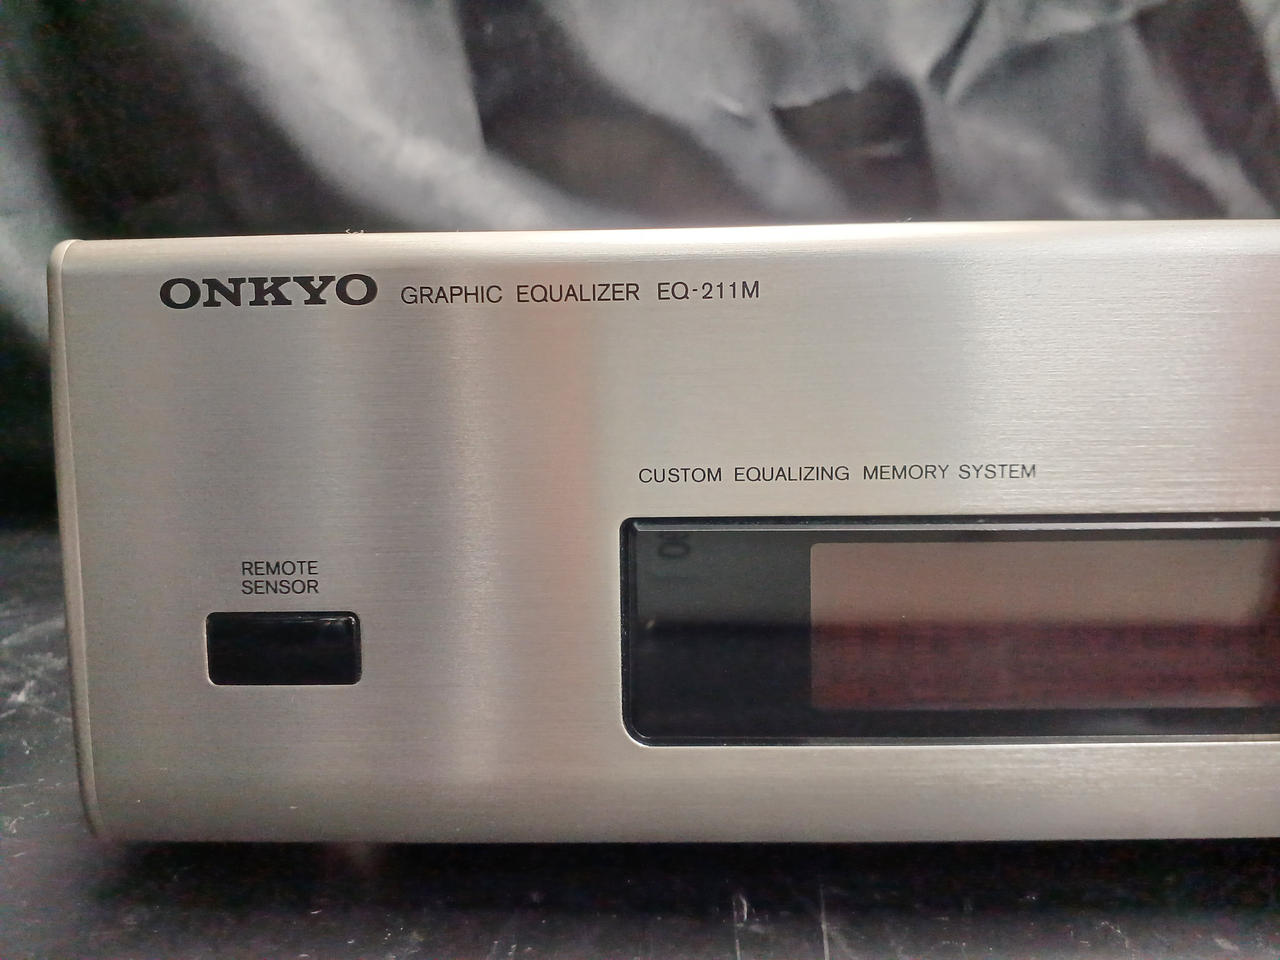 ONKYO GRAPHIC EQUALIZER EQ-211M
CUSTOM EQUALIZING MEMORY SYSTEM
REMOTE
SENSOR